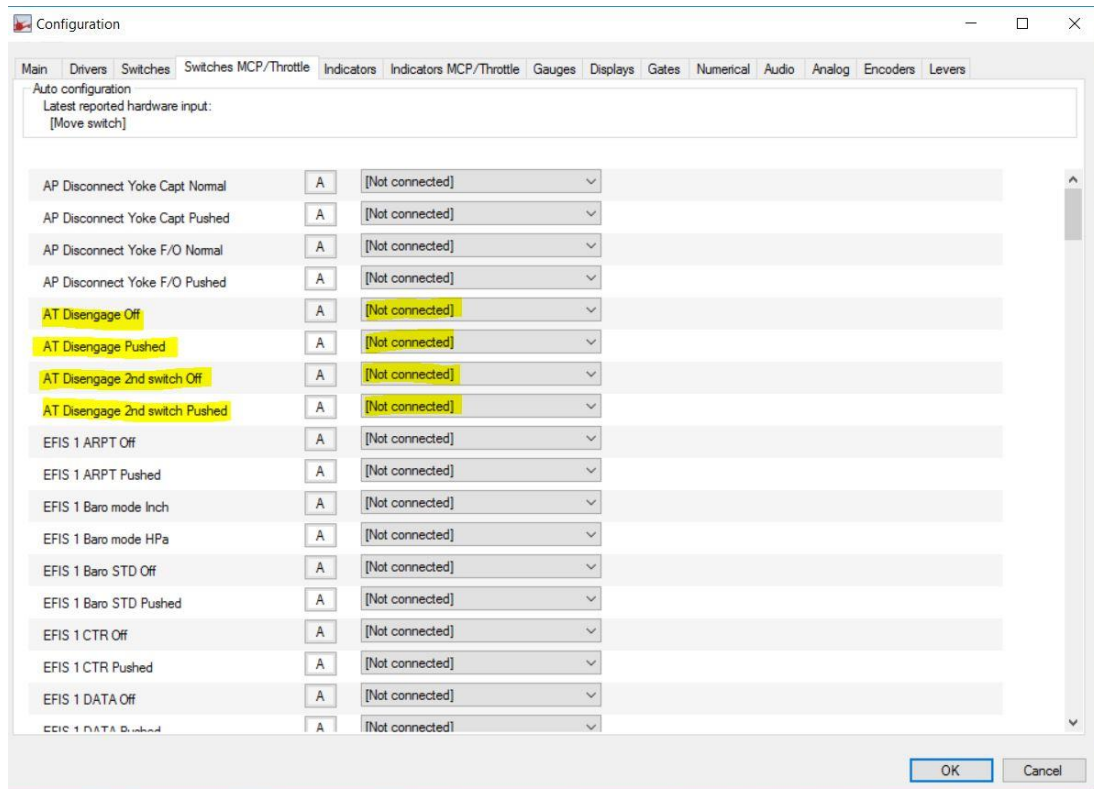 Configuration
Main Drivers Switches Switches MCP/Throttle Indicators Indicators MCP/Throttle Gauges Displays Gates Numerical Audio Analog Encoders Levers
Auto configuration
Latest reported hardware input:
[Move switch]
AP Disconnect Yoke Capt Normal A [Not connected]
AP Disconnect Yoke Capt Pushed A [Not connected]
AP Disconnect Yoke F/O Normal A [Not connected]
AP Disconnect Yoke F/O Pushed A [Not connected]
AT Disengage Off A [Not connected]
AT Disengage Pushed A [Not connected]
AT Disengage 2nd switch Off A [Not connected]
AT Disengage 2nd switch Pushed A [Not connected]
EFIS 1 ARPT Off A [Not connected]
EFIS 1 ARPT Pushed A [Not connected]
EFIS 1 Baro mode Inch A [Not connected]
EFIS 1 Baro mode HPa A [Not connected]
EFIS 1 Baro STD Off A [Not connected]
EFIS 1 Baro STD Pushed A [Not connected]
EFIS 1 CTR Off A [Not connected]
EFIS 1 CTR Pushed A [Not connected]
EFIS 1 DATA Off A [Not connected]
EFIS 1 DATA Pushed A [Not connected]
OK Cancel